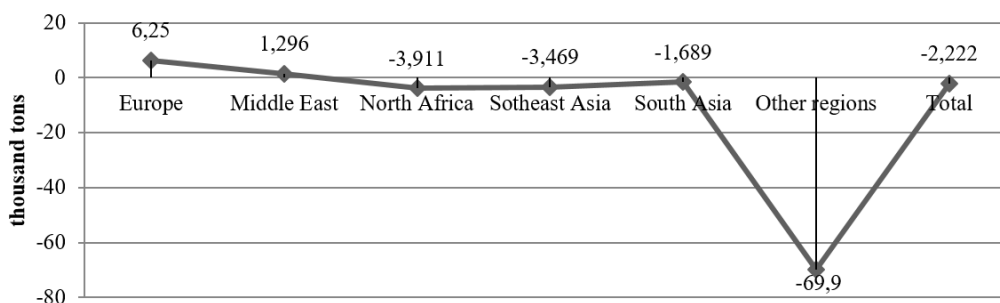 thousand tons
20
0
-20
-40
-60
-80
6,25
1,296
-3,911
-3,469
-1,689
-69,9
-2,222
Europe
Middle East
North Africa
Sotheast Asia
South Asia
Other regions
Total